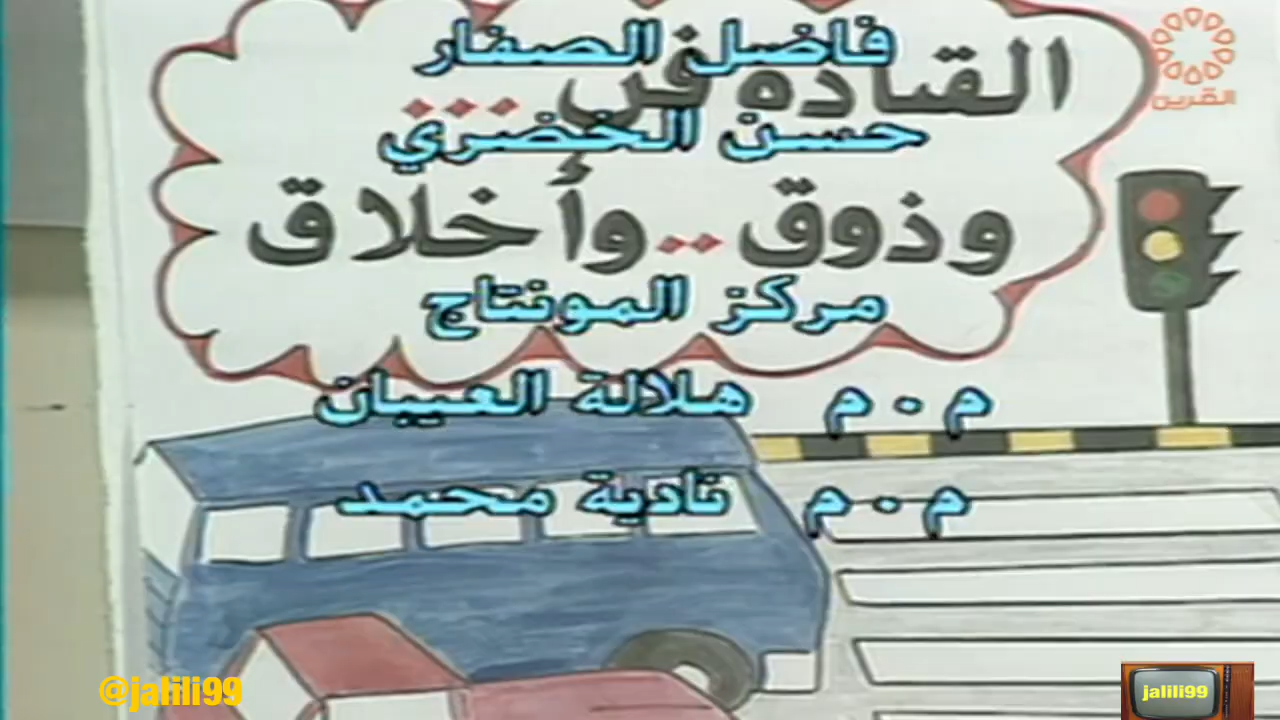 فاضل الصفار
القيادة فن ...
القرين
حسن الخضري
وذوق .. وأخلاق
مركز المونتاج
م . م هلالة العيبان
م . م نادية محمد
@jalili99
jalili99